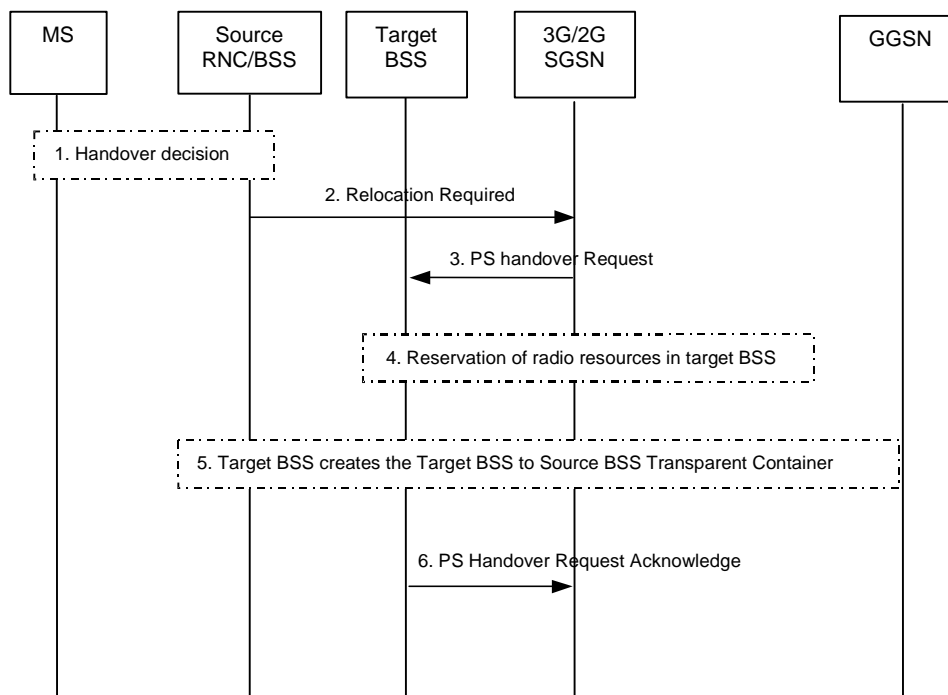 MS
Source
RNC/BSS
Target
BSS
3G/2G
SGSN
GGSN
1. Handover decision
2. Relocation Required
3. PS handover Request
4. Reservation of radio resources in target BSS
5. Target BSS creates the Target BSS to Source BSS Transparent Container
6. PS Handover Request Acknowledge